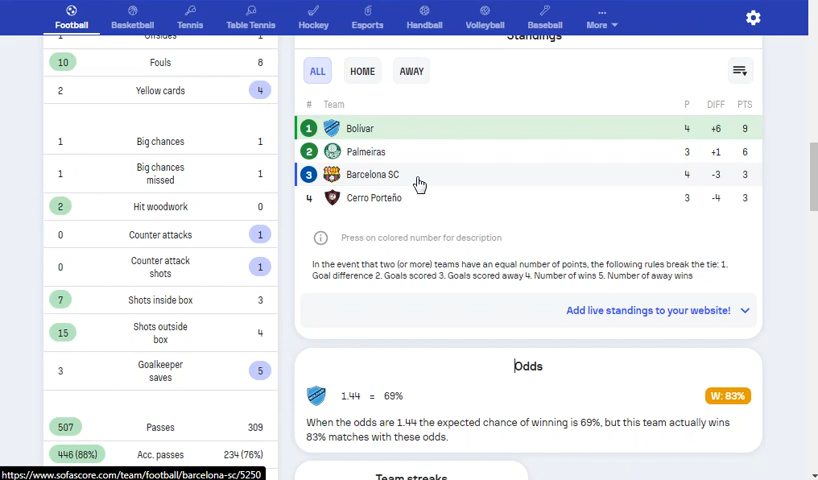 Football
Basketball
Tennis
Table Tennis
Hockey
Esports
Handball
Volleyball
Baseball
More
1 Offsides 1
10 Fouls 8
2 Yellow cards 4
1 Big chances 1
1 Big chances missed 1
2 Hit woodwork 0
0 Counter attacks 1
0 Counter attack shots 1
7 Shots inside box 3
15 Shots outside box 4
3 Goalkeeper saves 5
507 Passes 309
446 (88%) Acc. passes 234 (76%)
https://www.sofascore.com/team/football/barcelona-sc/5250
Standings
ALL HOME AWAY
# Team P DIFF PTS
1 Bolívar 4 +6 9
2 Palmeiras 3 +1 6
3 Barcelona SC 4 -3 3
4 Cerro Porteño 3 -4 3
Press on colored number for description
In the event that two (or more) teams have an equal number of points, the following rules break the tie: 1.
Goal difference 2. Goals scored 3. Goals scored away 4. Number of wins 5. Number of away wins
Add live standings to your website!
Odds
1.44 = 69% W: 83%
When the odds are 1.44 the expected chance of winning is 69%, but this team actually wins
83% matches with these odds.
Team streaks